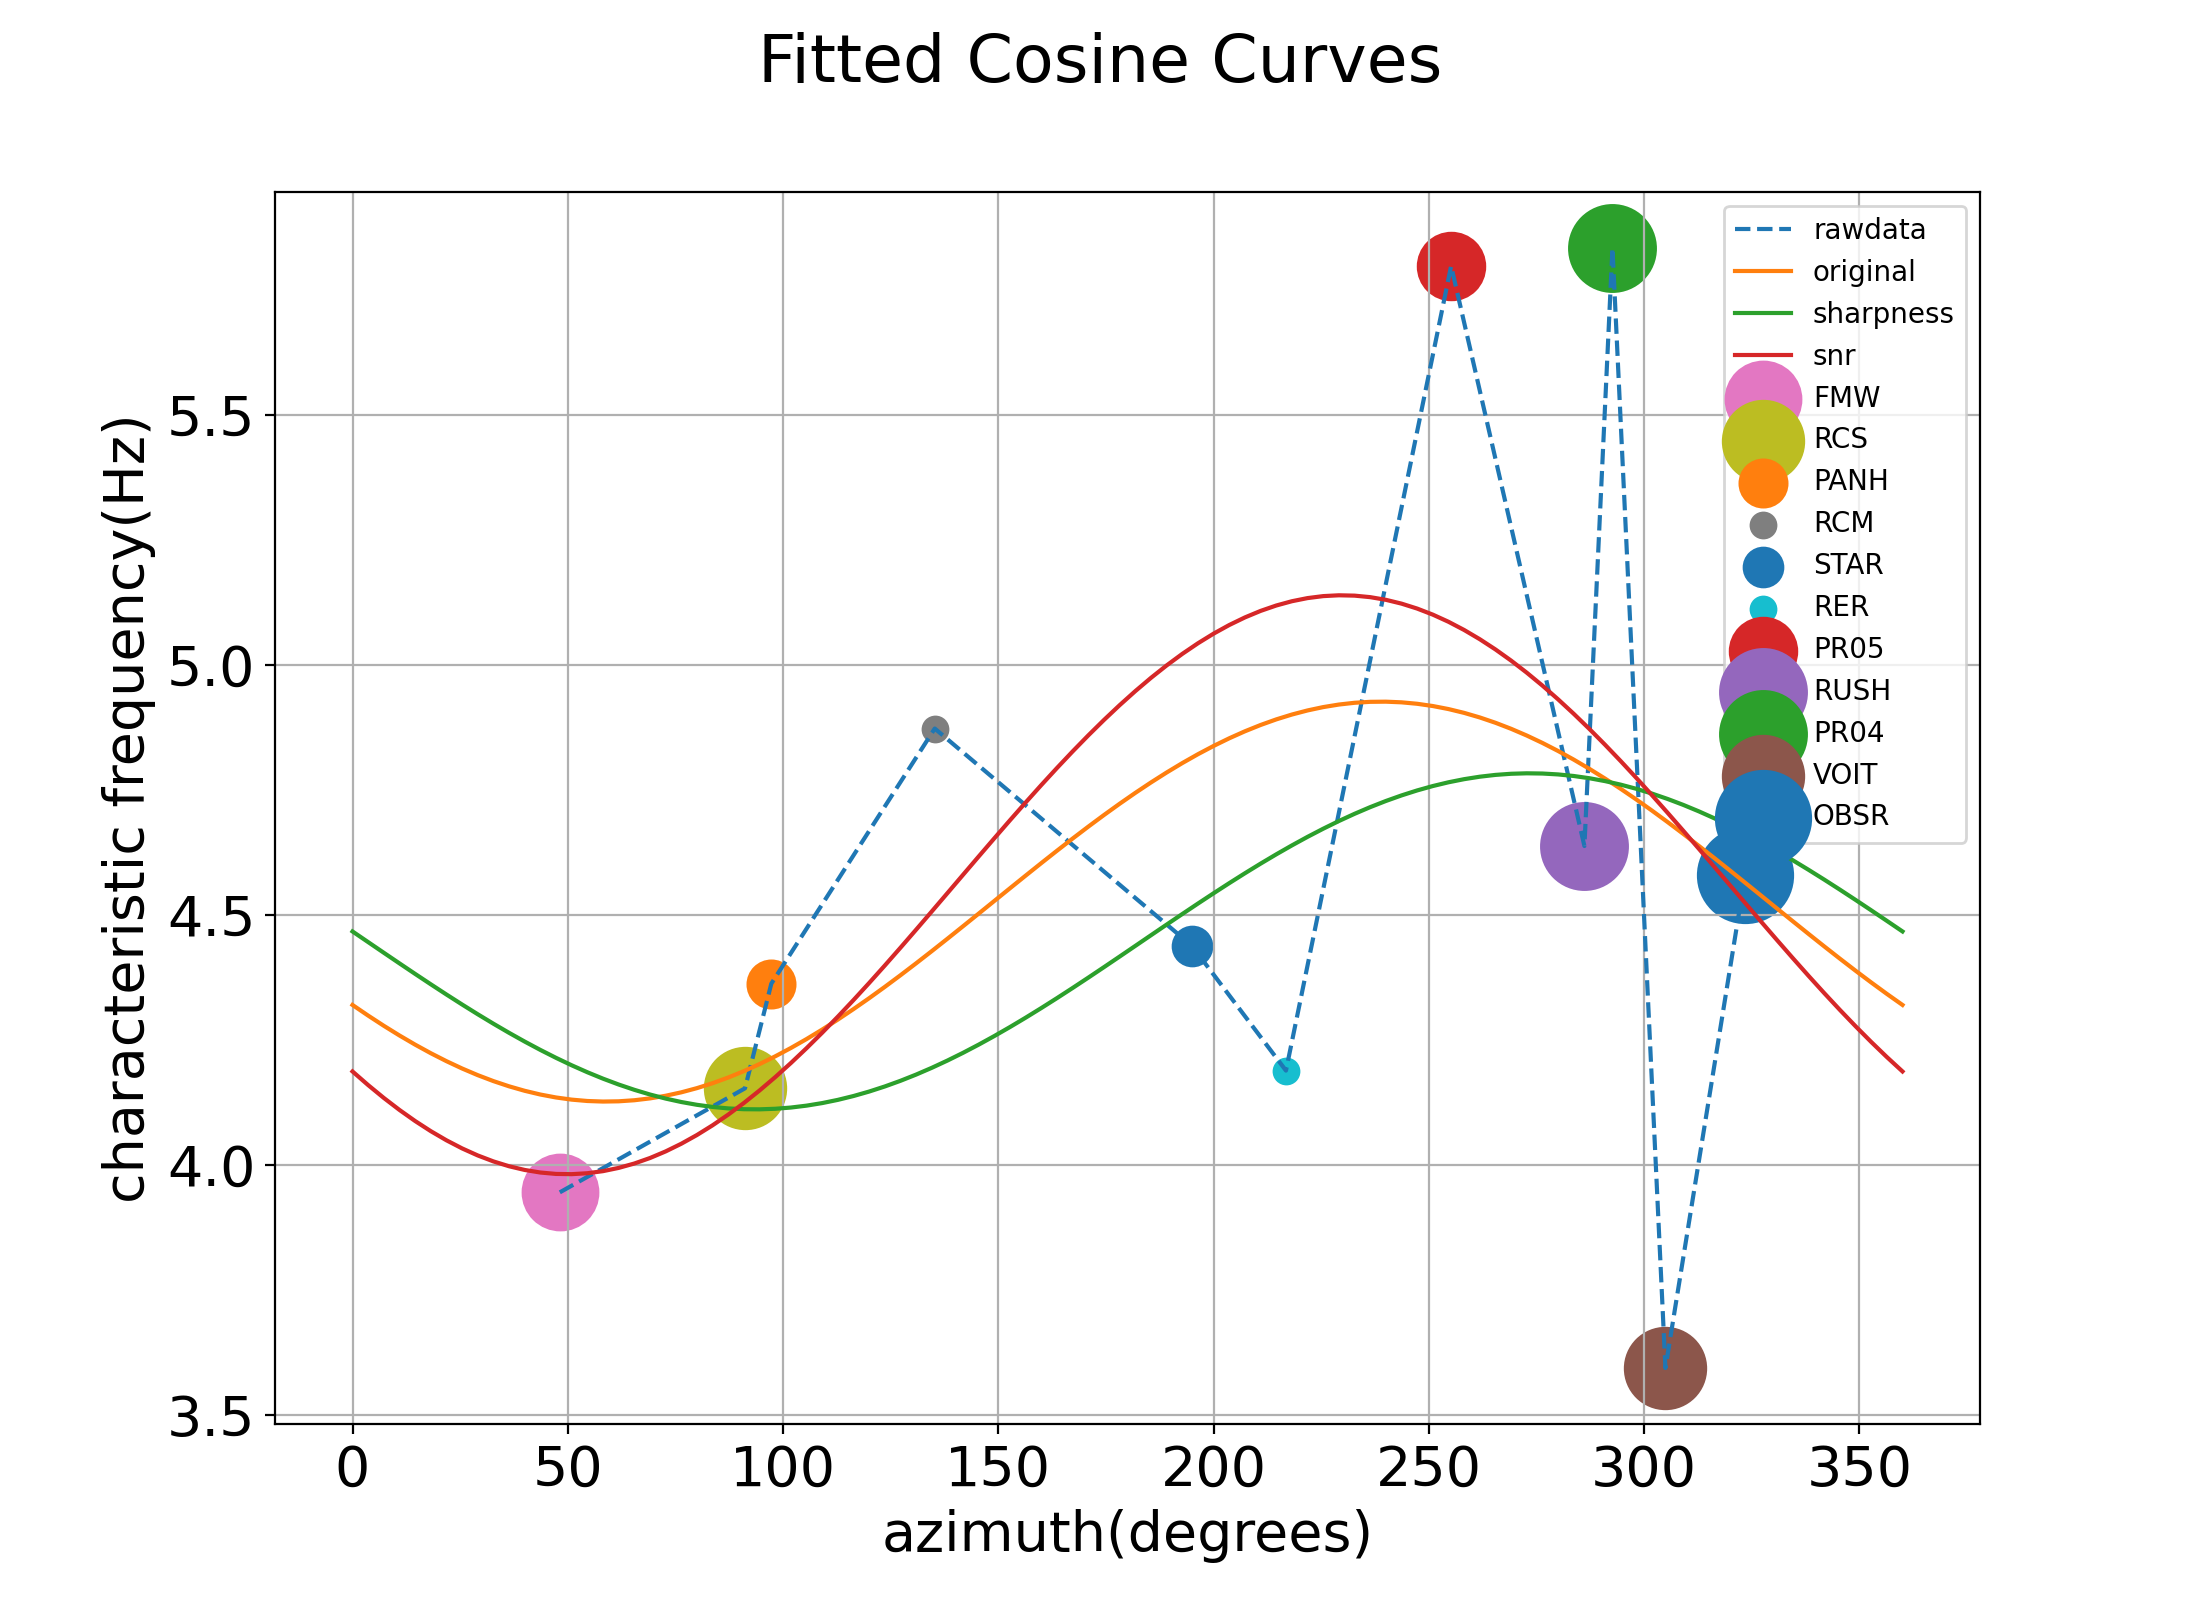 Fitted Cosine Curves
characteristic frequency(Hz)
5.5
5.0
4.5
4.0
3.5
rawdata
original
sharpness
snr
FMW
RCS
PANH
RCM
STAR
RER
PR05
RUSH
PR04
VOIT
OBSR
0 50 100 150 200 250 300 350
azimuth(degrees)